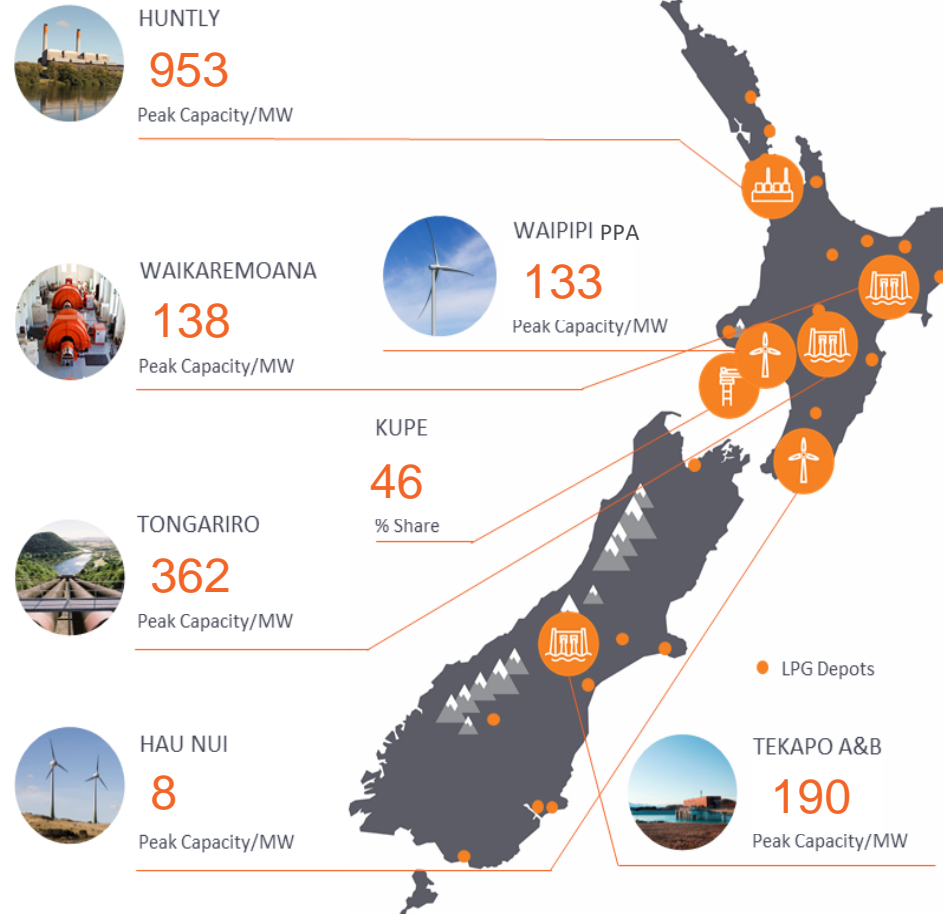 HUNTLY
953
Peak Capacity/MW
WAIPIPI PPA
133
Peak Capacity/MW
WAIKAREMOANA
138
Peak Capacity/MW
KUPE
46
% Share
TONGARIRO
362
Peak Capacity/MW
LPG Depots
HAU NUI
8
Peak Capacity/MW
TEKAPO A&B
190
Peak Capacity/MW